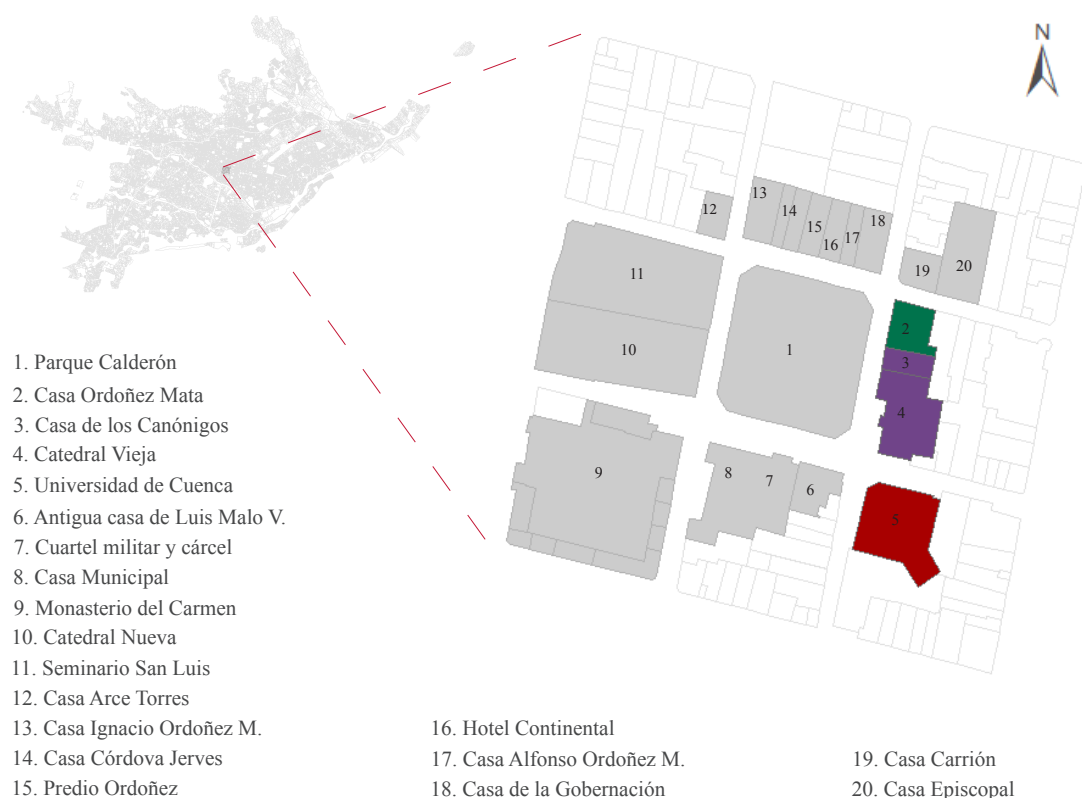 N
13
14
18
12
15
17
16
20
19
11
2
1
10
3
4
9
8
7
6
5
1. Parque Calderón
2. Casa Ordoñez Mata
3. Casa de los Canónigos
4. Catedral Vieja
5. Universidad de Cuenca
6. Antigua casa de Luis Malo V.
7. Cuartel militar y cárcel
8. Casa Municipal
9. Monasterio del Carmen
10. Catedral Nueva
11. Seminario San Luis
12. Casa Arce Torres
13. Casa Ignacio Ordoñez M.
14. Casa Córdova Jerves
15. Predio Ordoñez
16. Hotel Continental
17. Casa Alfonso Ordoñez M.
18. Casa de la Gobernación
19. Casa Carrión
20. Casa Episcopal